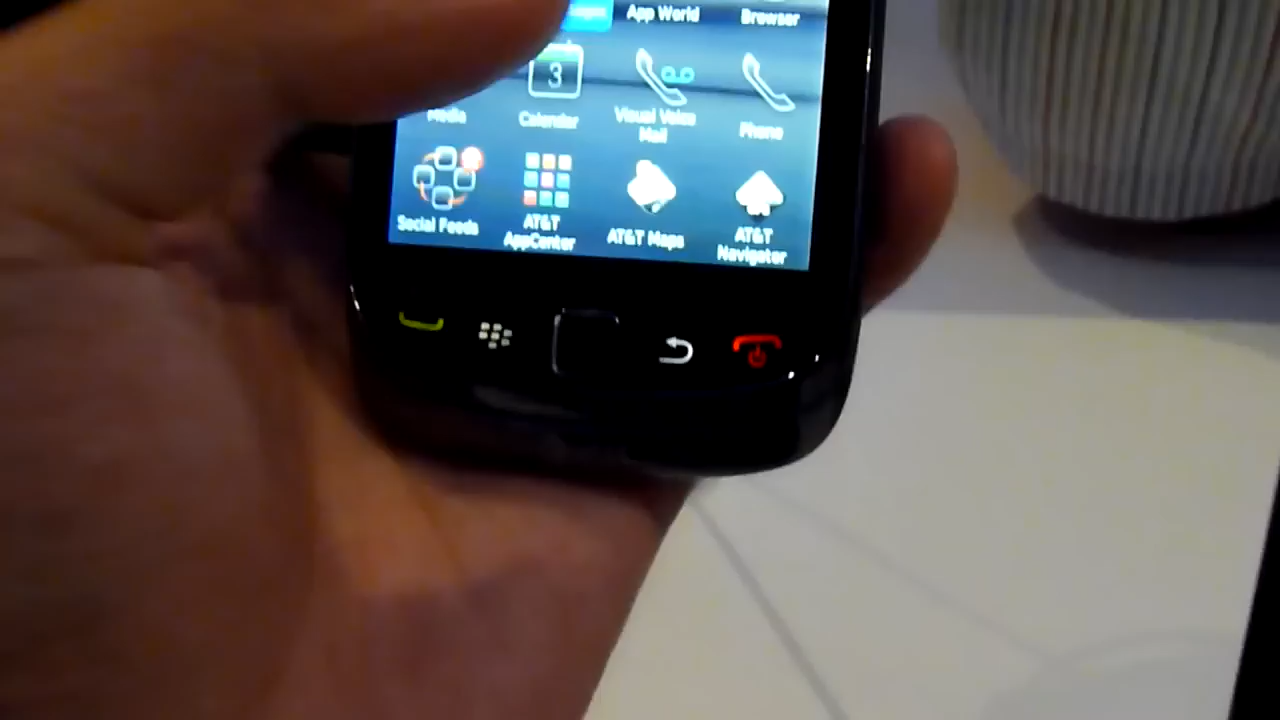 App World
Browser
3
Media
Calendar
Visual Voice
Mail
Phone
Social Feeds
AT&T
AppCenter
AT&T Maps
AT&T
Navigator